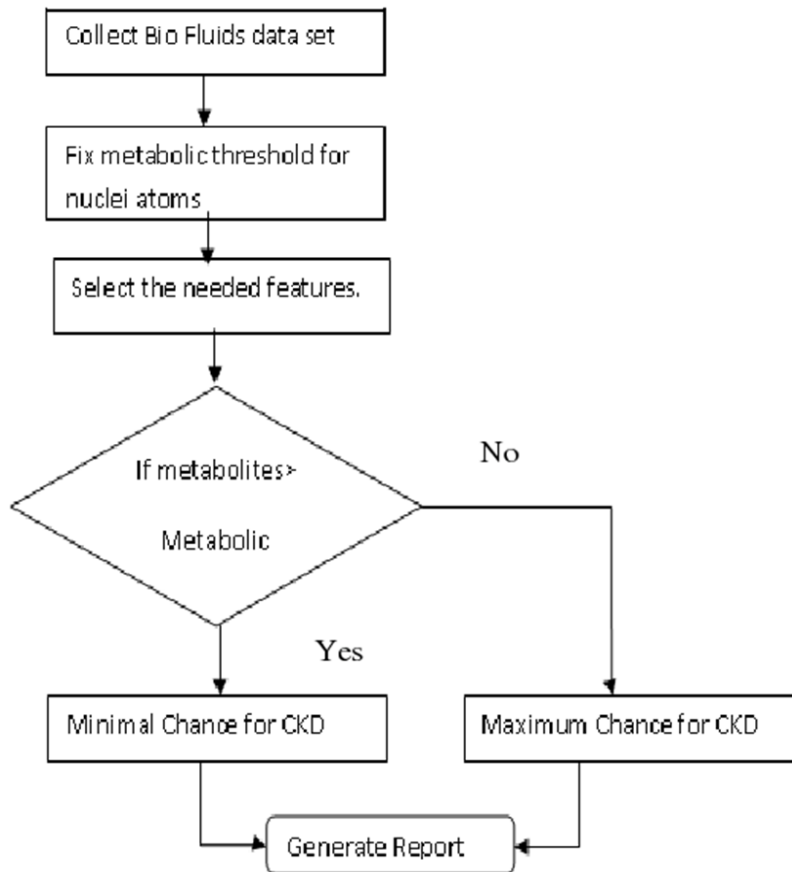 Collect Bio Fluids data set
Fix metabolic threshold for
nuclei atoms
Select the needed features.
If metabolites>
Metabolic
No
Yes
Minimal Chance for CKD
Maximum Chance for CKD
Generate Report